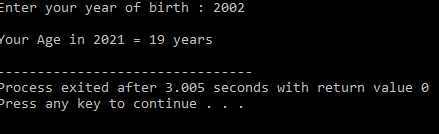 Enter your year of birth : 2002
Your Age in 2021 = 19 years
--------------------------------
Process exited after 3.005 seconds with return value 0
Press any key to continue . . .